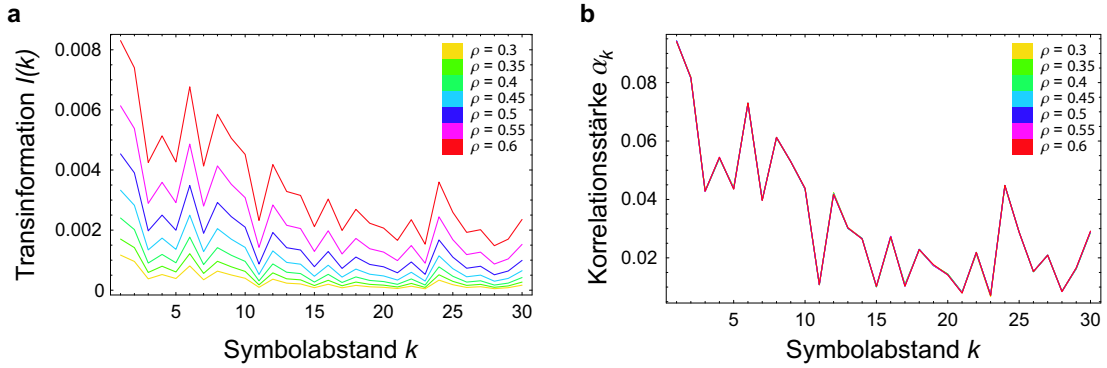 a
Transinformation I(k)
0.008
0.006
0.004
0.002
0
5 10 15 20 25 30
Symbolabstand k
ρ = 0.3
ρ = 0.35
ρ = 0.4
ρ = 0.45
ρ = 0.5
ρ = 0.55
ρ = 0.6
b
Korrelationsstärke αk
0.08
0.06
0.04
0.02
5 10 15 20 25 30
Symbolabstand k
ρ = 0.3
ρ = 0.35
ρ = 0.4
ρ = 0.45
ρ = 0.5
ρ = 0.55
ρ = 0.6